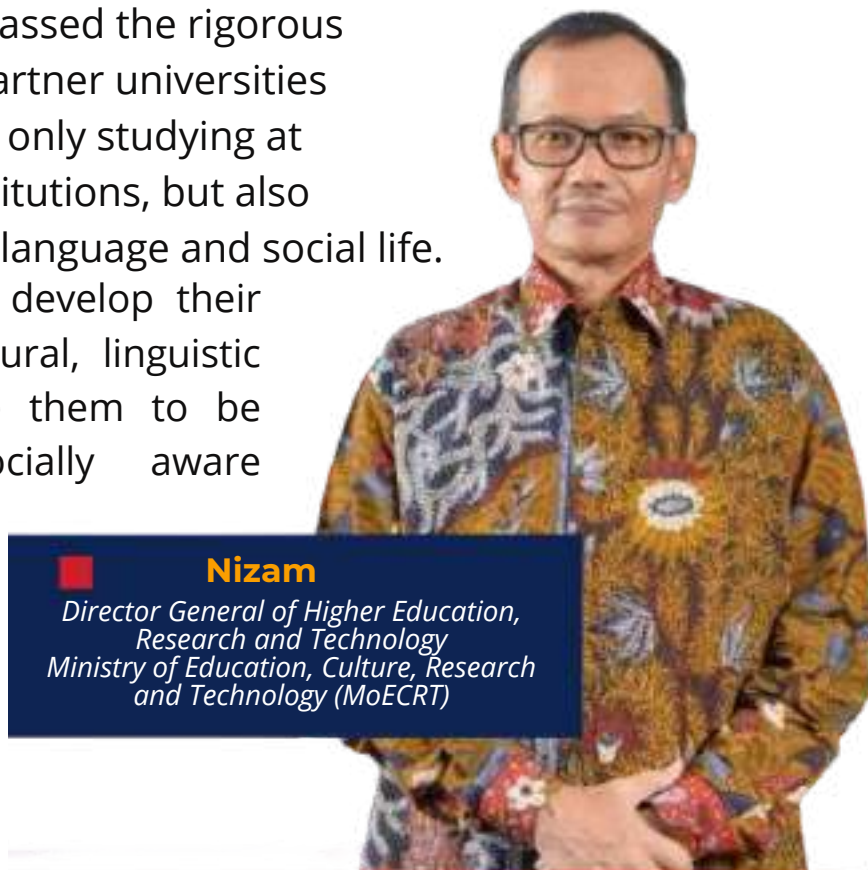 assed the rigorous
artner universities
only studying at
itutions, but also
language and social life.
develop their
ural, linguistic
them to be
ocially aware
Nizam
Director General of Higher Education,
Research and Technology
Ministry of Education, Culture, Research
and Technology (MoECRT)